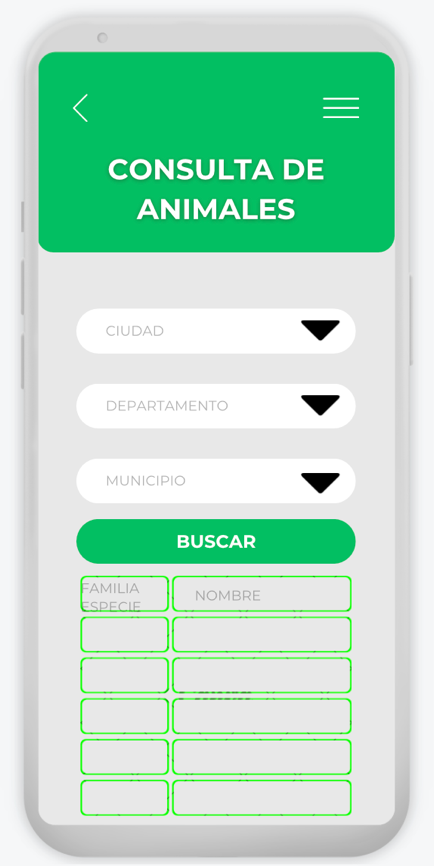 CONSULTA DE
ANIMALES
CIUDAD
DEPARTAMENTO
MUNICIPIO
BUSCAR
FAMILIA
ESPECIE
NOMBRE